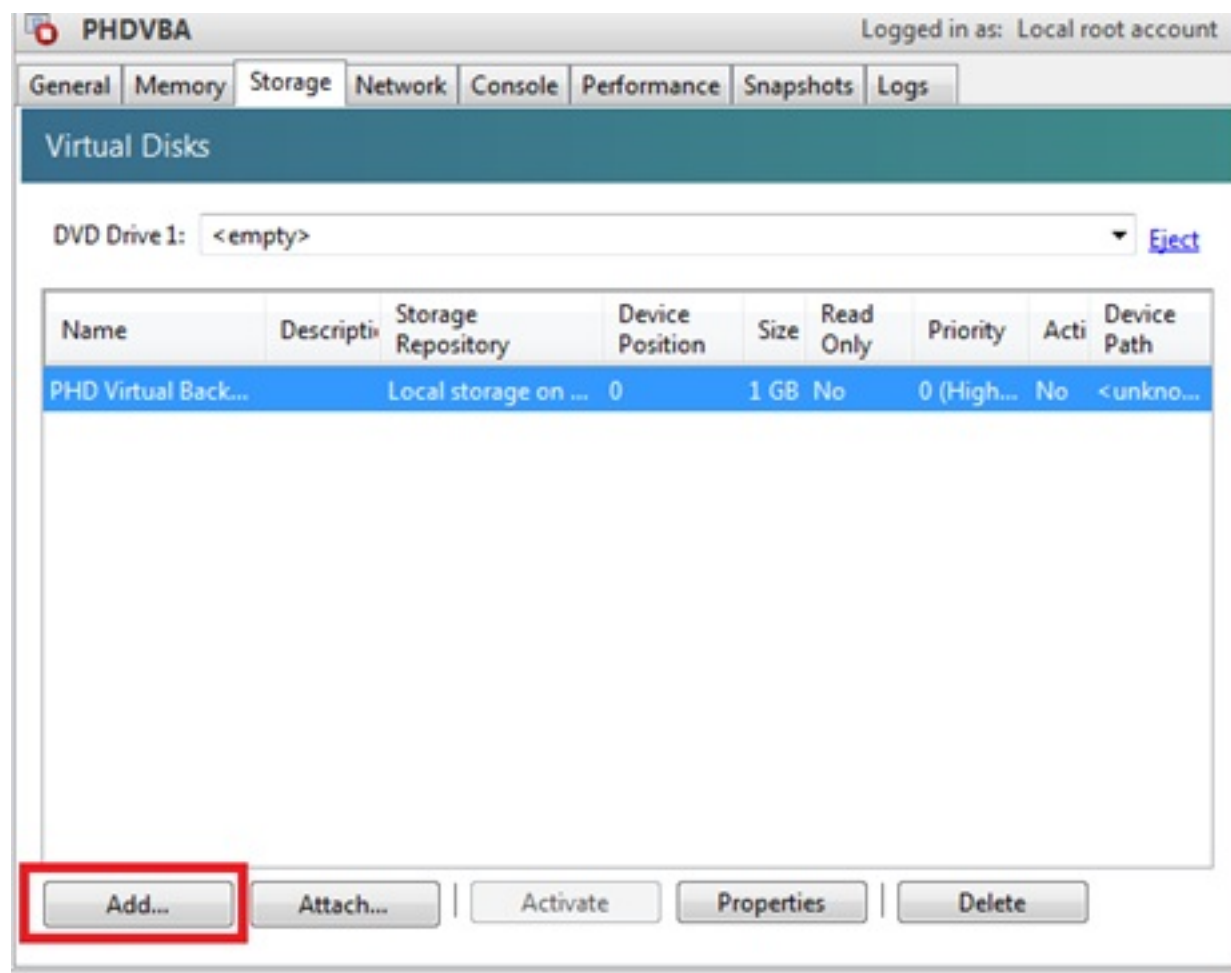 PHDVBA Logged in as: Local root account
General Memory Storage Network Console Performance Snapshots Logs
Virtual Disks
DVD Drive 1: <empty> Eject
Name Descripti Storage Repository Device Position Size Read Only Priority Acti Device Path
PHD Virtual Back... Local storage on ... 0 1 GB No 0 (High... No <unkno...
Add... Attach... Activate Properties Delete